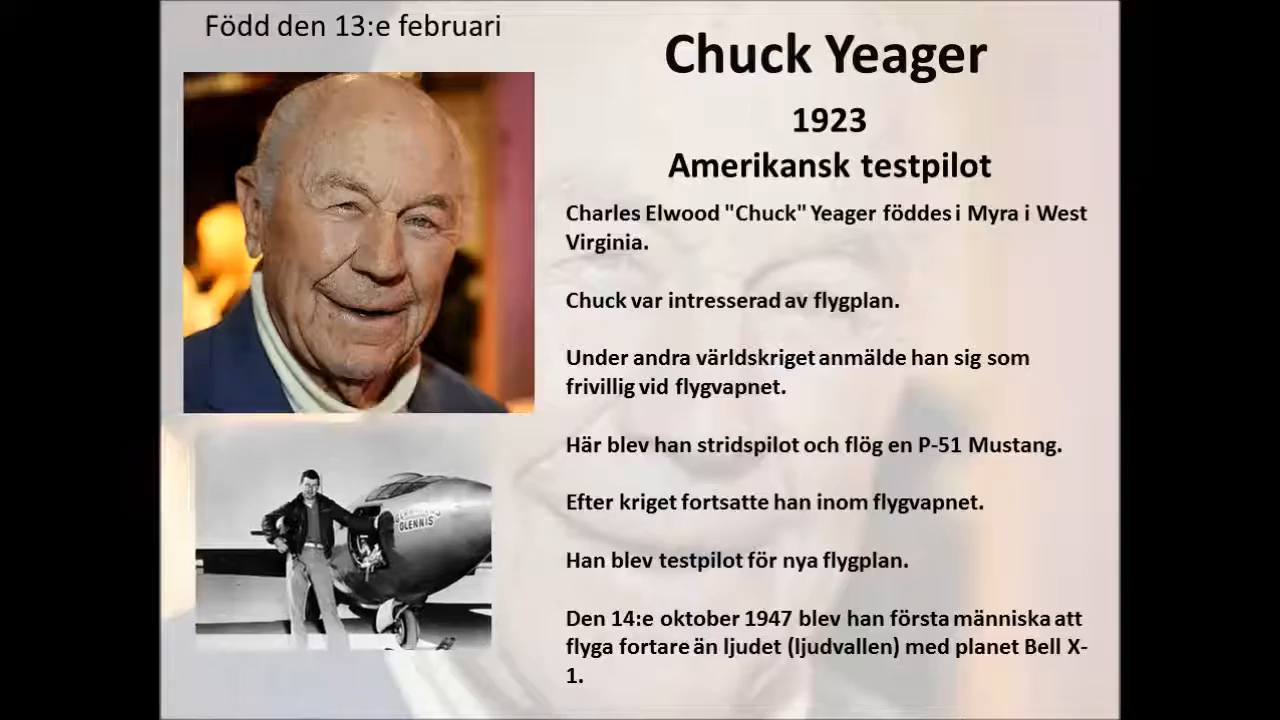 Född den 13:e februari
Chuck Yeager
1923
Amerikansk testpilot
Charles Elwood "Chuck" Yeager föddes i Myra i West
Virginia.
Chuck var intresserad av flygplan.
Under andra världskriget anmälde han sig som
frivillig vid flygvapnet.
Här blev han stridspilot och flög en P-51 Mustang.
Efter kriget fortsatte han inom flygvapnet.
Han blev testpilot för nya flygplan.
Den 14:e oktober 1947 blev han första människa att
flyga fortare än ljudet (ljudvallen) med planet Bell X-
1.
GLENNIS